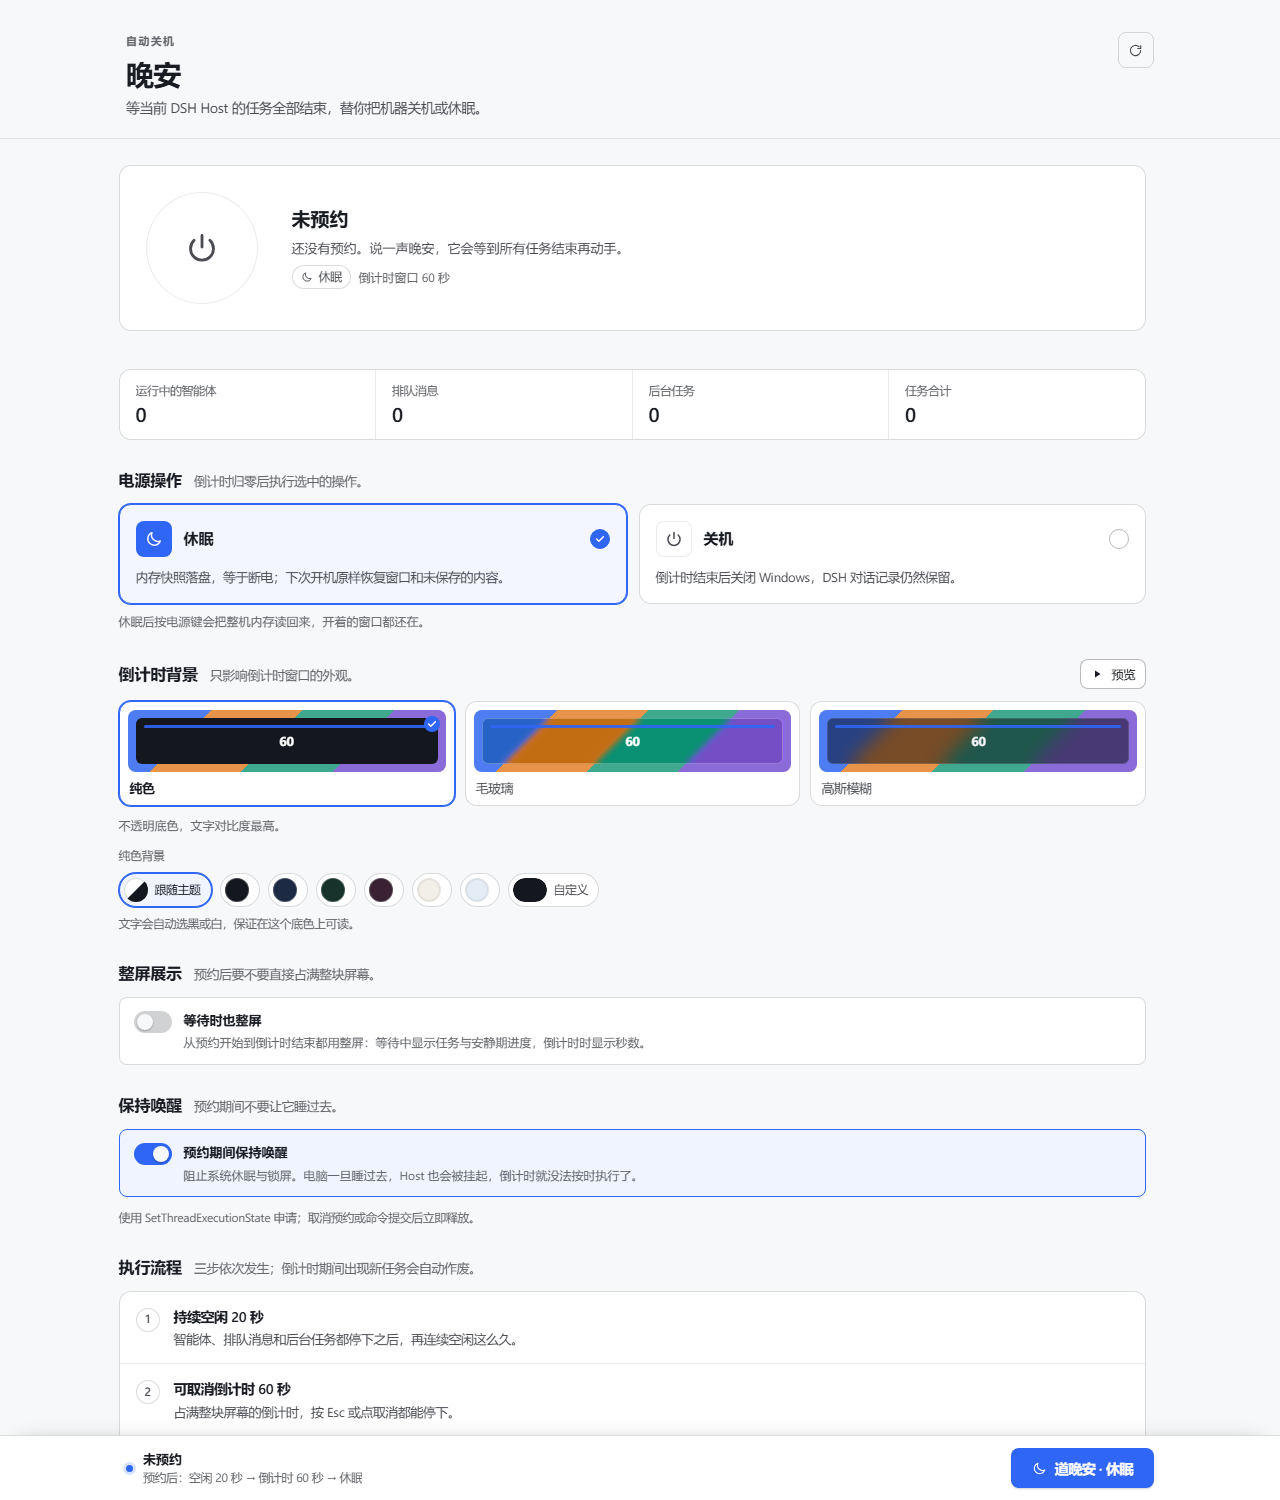 自动关机
晚安
等当前 DSH Host 的任务全部结束，替你把机器关机或休眠。
未预约
还没有预约。说一声晚安，它会等到所有任务结束再动手。
休眠 倒计时窗口 60 秒
运行中的智能体 排队消息 后台任务 任务合计
0 0 0 0
电源操作 倒计时归零后执行选中的操作。
休眠
内存快照落盘，等于断电；下次开机原样恢复窗口和未保存的内容。
关机
倒计时结束后关闭 Windows，DSH 对话记录仍然保留。
休眠后按电源键会把整机内存读回来，开着的窗口都还在。
倒计时背景 只影响倒计时窗口的外观。
预览
60 60 60
纯色 毛玻璃 高斯模糊
不透明底色，文字对比度最高。
纯色背景
跟随主题 自定义
文字会自动选黑或白，保证在这个底色上可读。
整屏展示 预约后要不要直接占满整块屏幕。
等待时也整屏
从预约开始到倒计时结束都用整屏：等待中显示任务与安静期进度，倒计时时显示秒数。
保持唤醒 预约期间不要让它睡过去。
预约期间保持唤醒
阻止系统休眠与锁屏。电脑一旦睡过去，Host 也会被挂起，倒计时就没法按时执行了。
使用 SetThreadExecutionState 申请；取消预约或命令提交后立即释放。
执行流程 三步依次发生；倒计时期间出现新任务会自动作废。
1 持续空闲 20 秒
智能体、排队消息和后台任务都停下之后，再连续空闲这么久。
2 可取消倒计时 60 秒
占满整块屏幕的倒计时，按 Esc 或点取消都能停下。
未预约
预约后：空闲 20 秒 → 倒计时 60 秒 → 休眠
道晚安 · 休眠